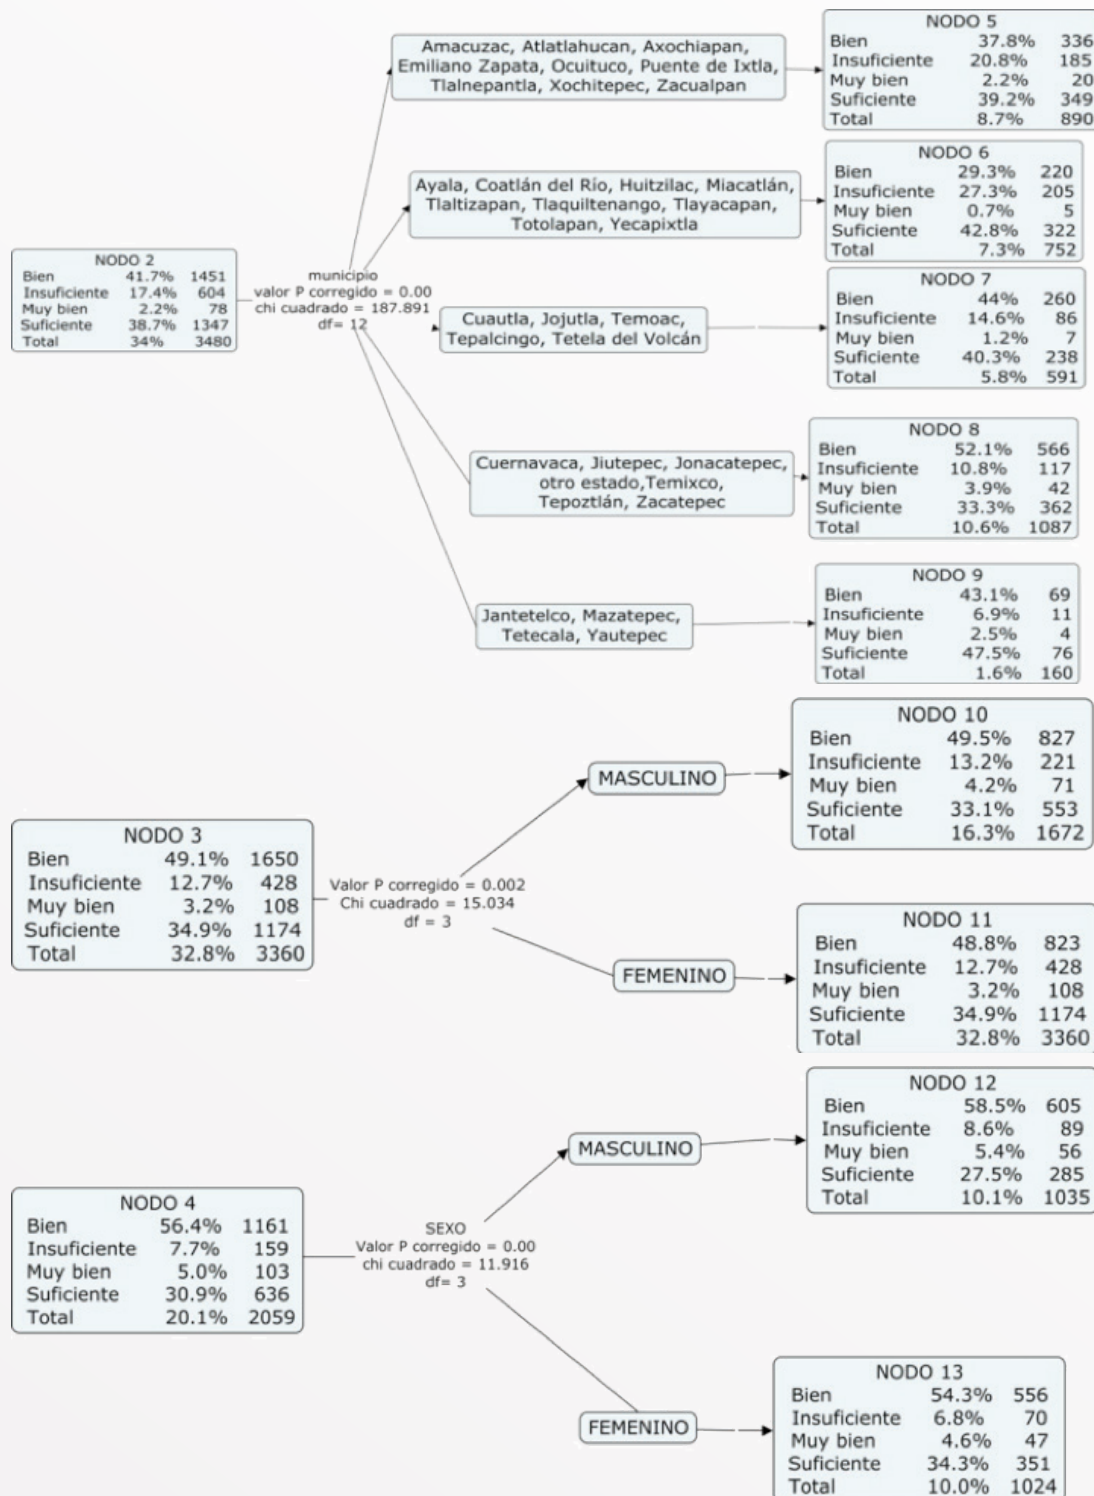 NODO 2
Bien 41.7% 1451
Insuficiente 17.4% 604
Muy bien 2.2% 78
Suficiente 38.7% 1347
Total 34% 3480
municipio
valor P corregido = 0.00
chi cuadrado = 187.891
df= 12
Amacuzac, Atlatlahucan, Axochiapan,
Emiliano Zapata, Ocuituco, Puente de Ixtla,
Tlalnepantla, Xochitepec, Zacualpan
NODO 5
Bien 37.8% 336
Insuficiente 20.8% 185
Muy bien 2.2% 20
Suficiente 39.2% 349
Total 8.7% 890
Ayala, Coatlán del Río, Huitzilac, Miacatlán,
Tlaltizapan, Tlaquiltenango, Tlayacapan,
Totolapan, Yecapixtla
NODO 6
Bien 29.3% 220
Insuficiente 27.3% 205
Muy bien 0.7% 5
Suficiente 42.8% 322
Total 7.3% 752
Cuautla, Jojutla, Temoac,
Tepalcingo, Tetela del Volcán
NODO 7
Bien 44% 260
Insuficiente 14.6% 86
Muy bien 1.2% 7
Suficiente 40.3% 238
Total 5.8% 591
Cuernavaca, Jiutepec, Jonacatepec,
otro estado,Temixco,
Tepoztlán, Zacatepec
NODO 8
Bien 52.1% 566
Insuficiente 10.8% 117
Muy bien 3.9% 42
Suficiente 33.3% 362
Total 10.6% 1087
Jantetelco, Mazatepec,
Tetecala, Yautepec
NODO 9
Bien 43.1% 69
Insuficiente 6.9% 11
Muy bien 2.5% 4
Suficiente 47.5% 76
Total 1.6% 160
NODO 3
Bien 49.1% 1650
Insuficiente 12.7% 428
Muy bien 3.2% 108
Suficiente 34.9% 1174
Total 32.8% 3360
Valor P corregido = 0.002
Chi cuadrado = 15.034
df = 3
MASCULINO
NODO 10
Bien 49.5% 827
Insuficiente 13.2% 221
Muy bien 4.2% 71
Suficiente 33.1% 553
Total 16.3% 1672
FEMENINO
NODO 11
Bien 48.8% 823
Insuficiente 12.7% 428
Muy bien 3.2% 108
Suficiente 34.9% 1174
Total 32.8% 3360
NODO 4
Bien 56.4% 1161
Insuficiente 7.7% 159
Muy bien 5.0% 103
Suficiente 30.9% 636
Total 20.1% 2059
SEXO
Valor P corregido = 0.00
chi cuadrado = 11.916
df= 3
MASCULINO
NODO 12
Bien 58.5% 605
Insuficiente 8.6% 89
Muy bien 5.4% 56
Suficiente 27.5% 285
Total 10.1% 1035
FEMENINO
NODO 13
Bien 54.3% 556
Insuficiente 6.8% 70
Muy bien 4.6% 47
Suficiente 34.3% 351
Total 10.0% 1024